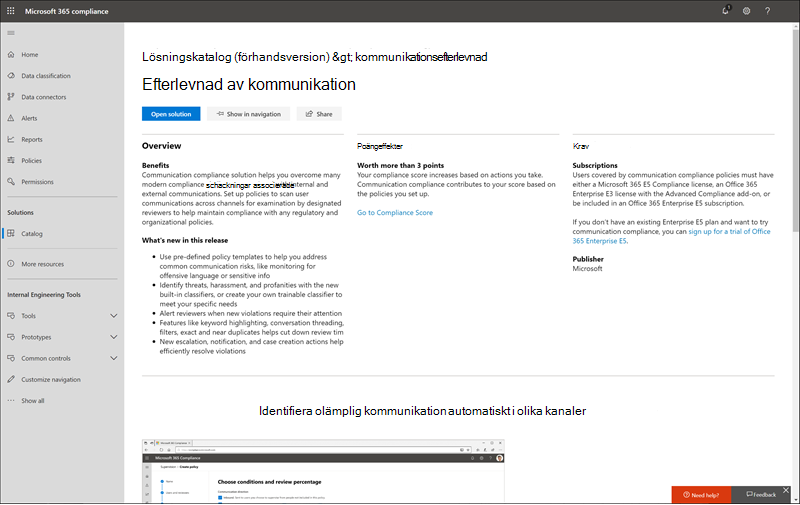 Microsoft 365 compliance
1
?
Home
Data classification
Data connectors
Alerts
Reports
Policies
Permissions
Solutions
Catalog
More resources
Internal Engineering Tools
Tools
Prototypes
Common controls
Customize navigation
Show all
Lösningskatalog (förhandsversion) &gt; kommunikationsefterlevnad
Efterlevnad av kommunikation
Open solution
Show in navigation
Share
Overview
Benefits
Communication compliance solution helps you overcome many
modern compliance schackningar associerade internal and
external communications. Set up policies to scan user
communications across channels for examination by designated
reviewers to help maintain compliance with any regulatory and
organizational policies.
What's new in this release
• Use pre-defined policy templates to help you address
common communication risks, like monitoring for
offensive language or sensitive info
• Identify threats, harassment, and profanities with the new
built-in classifiers, or create your own trainable classifier to
meet your specific needs
• Alert reviewers when new violations require their attention
• Features like keyword highlighting, conversation threading,
filters, exact and near duplicates helps cut down review tim
• New escalation, notification, and case creation actions help
efficiently resolve violations
Poängeffekter
Worth more than 3 points
Your compliance score increases based on actions you take.
Communication compliance contributes to your score based on
the policies you set up.
Go to Compliance Score
Krav
Subscriptions
Users covered by communication compliance policies must have
either a Microsoft 365 E5 Compliance license, an Office 365
Enterprise E3 license with the Advanced Compliance add-on, or
be included in an Office 365 Enterprise E5 subscription.
If you don't have an existing Enterprise E5 plan and want to try
communication compliance, you can sign up for a trial of Office
365 Enterprise E5.
Publisher
Microsoft
Identifiera olämplig kommunikation automatiskt i olika kanaler
Microsoft 365 Compliance
Microsoft 365 Compliance
Supervision > Create policy
Choose conditions and review percentage
Need help?
Feedback